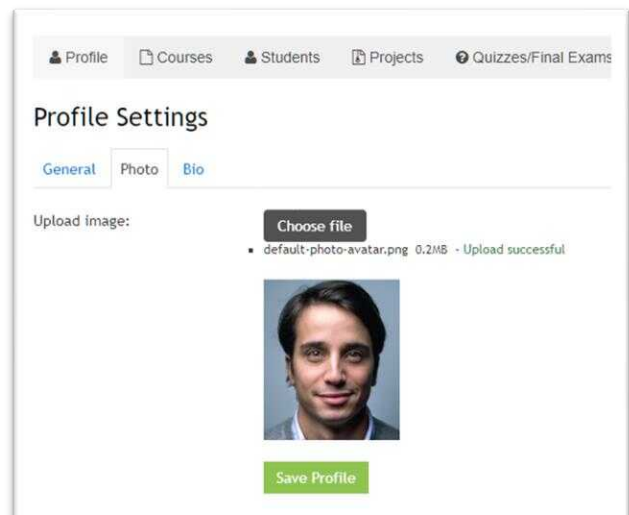 Profile Courses Students Projects Quizzes/Final Exams
Profile Settings
General Photo Bio
Upload image: Choose file
default-photo-avatar.png 0.2MB - Upload successful
Save Profile